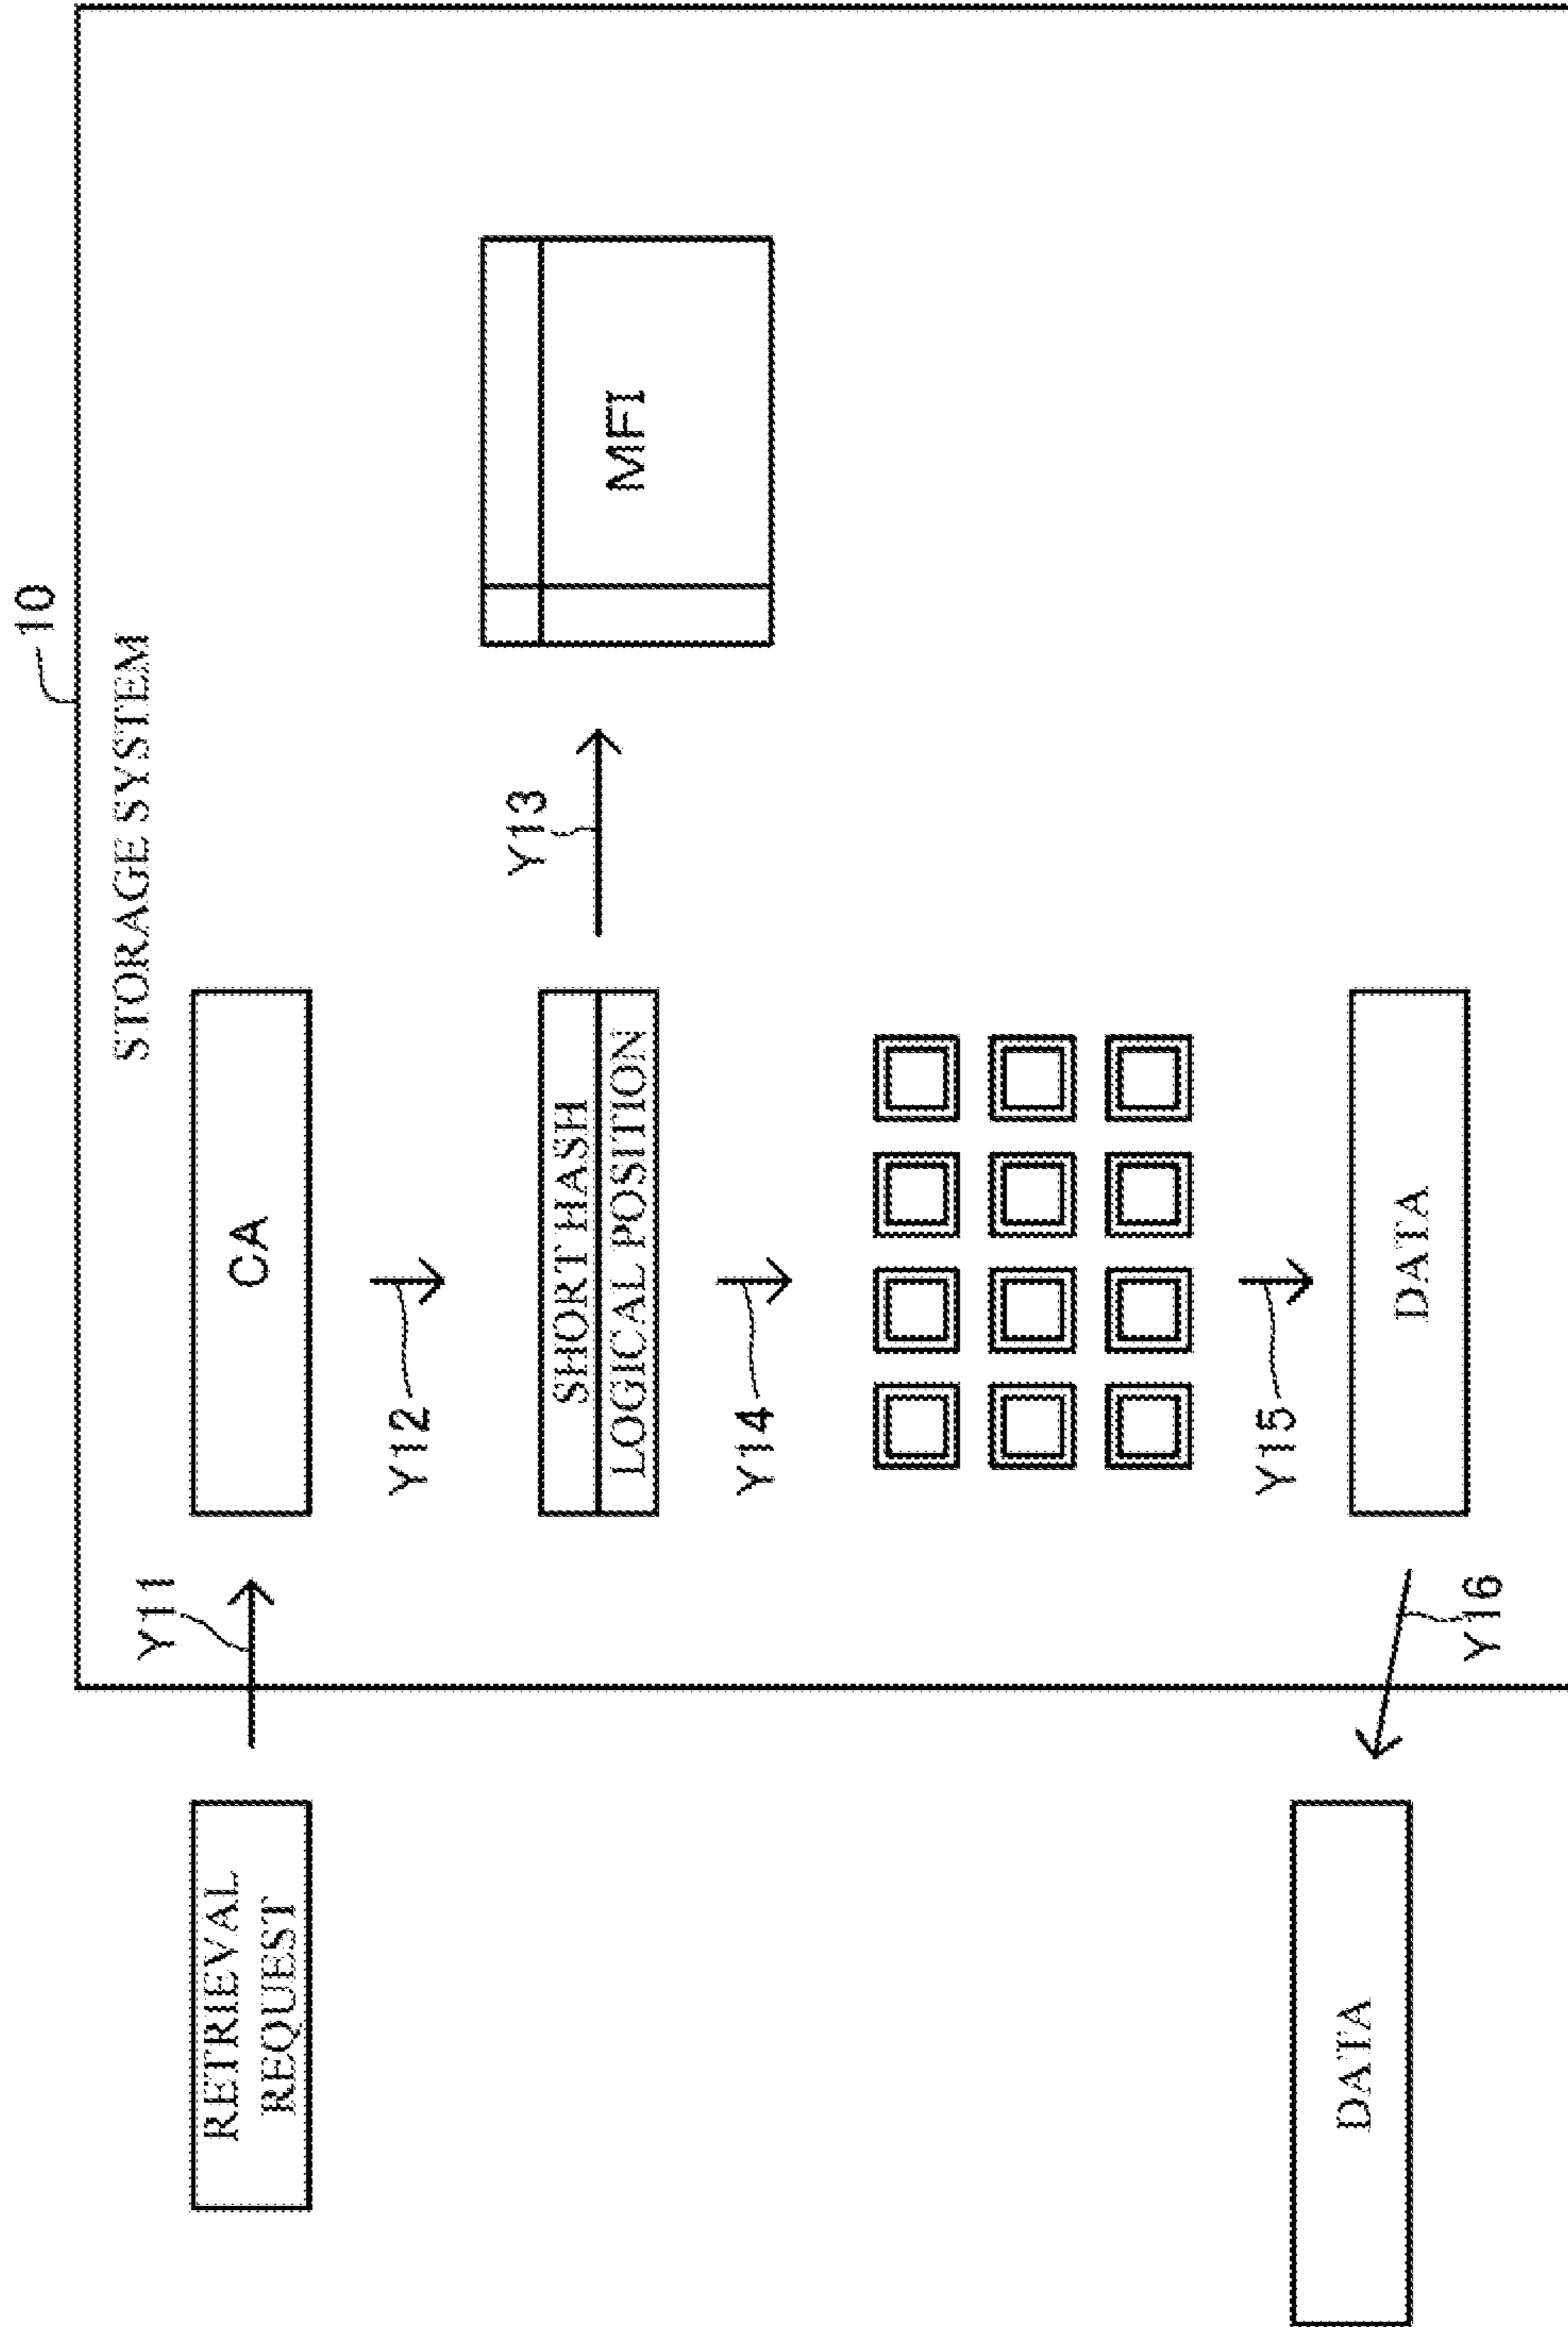 10
STORAGE SYSTEM
RETRIEVAL
REQUEST
Y11
CA
Y12
SHORT HASH
LOGICAL POSITION
Y13
MFI
Y14
Y15
DATA
Y16
DATA